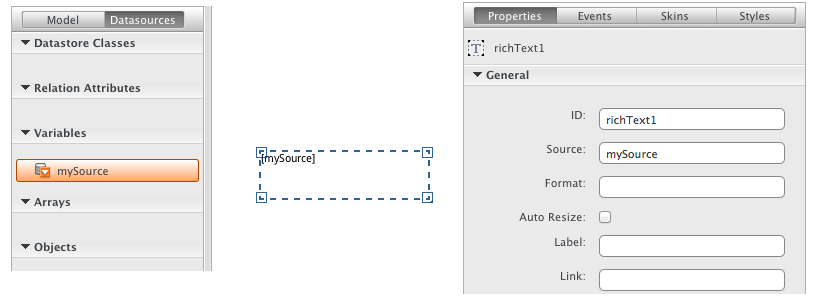 Model Datasources
Datastore Classes
Relation Attributes
Variables
mySource
Arrays
Objects
[mySource]
Properties Events Skins Styles
T richText1
General
ID: richText1
Source: mySource
Format:
Auto Resize:
Label:
Link: